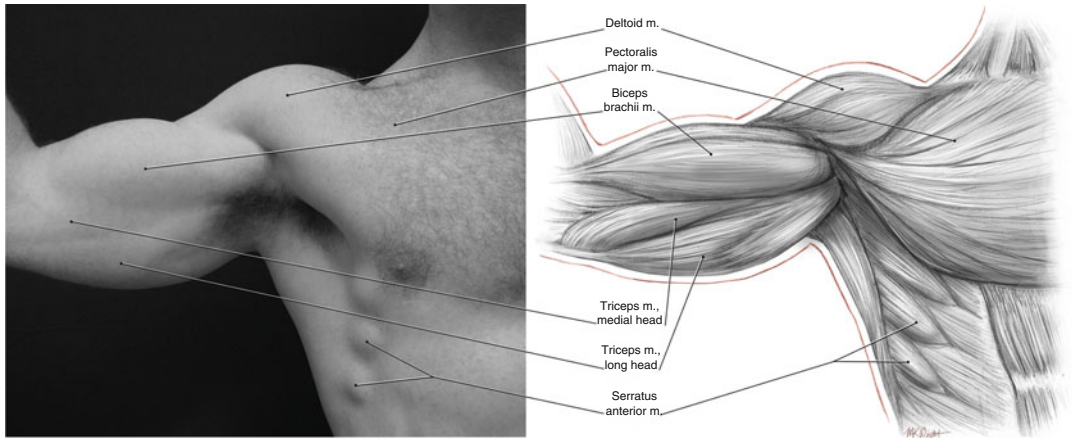 Deltoid m.
Pectoralis
major m.
Biceps
brachii m.
Triceps m.,
medial head
Triceps m.,
long head
Serratus
anterior m.